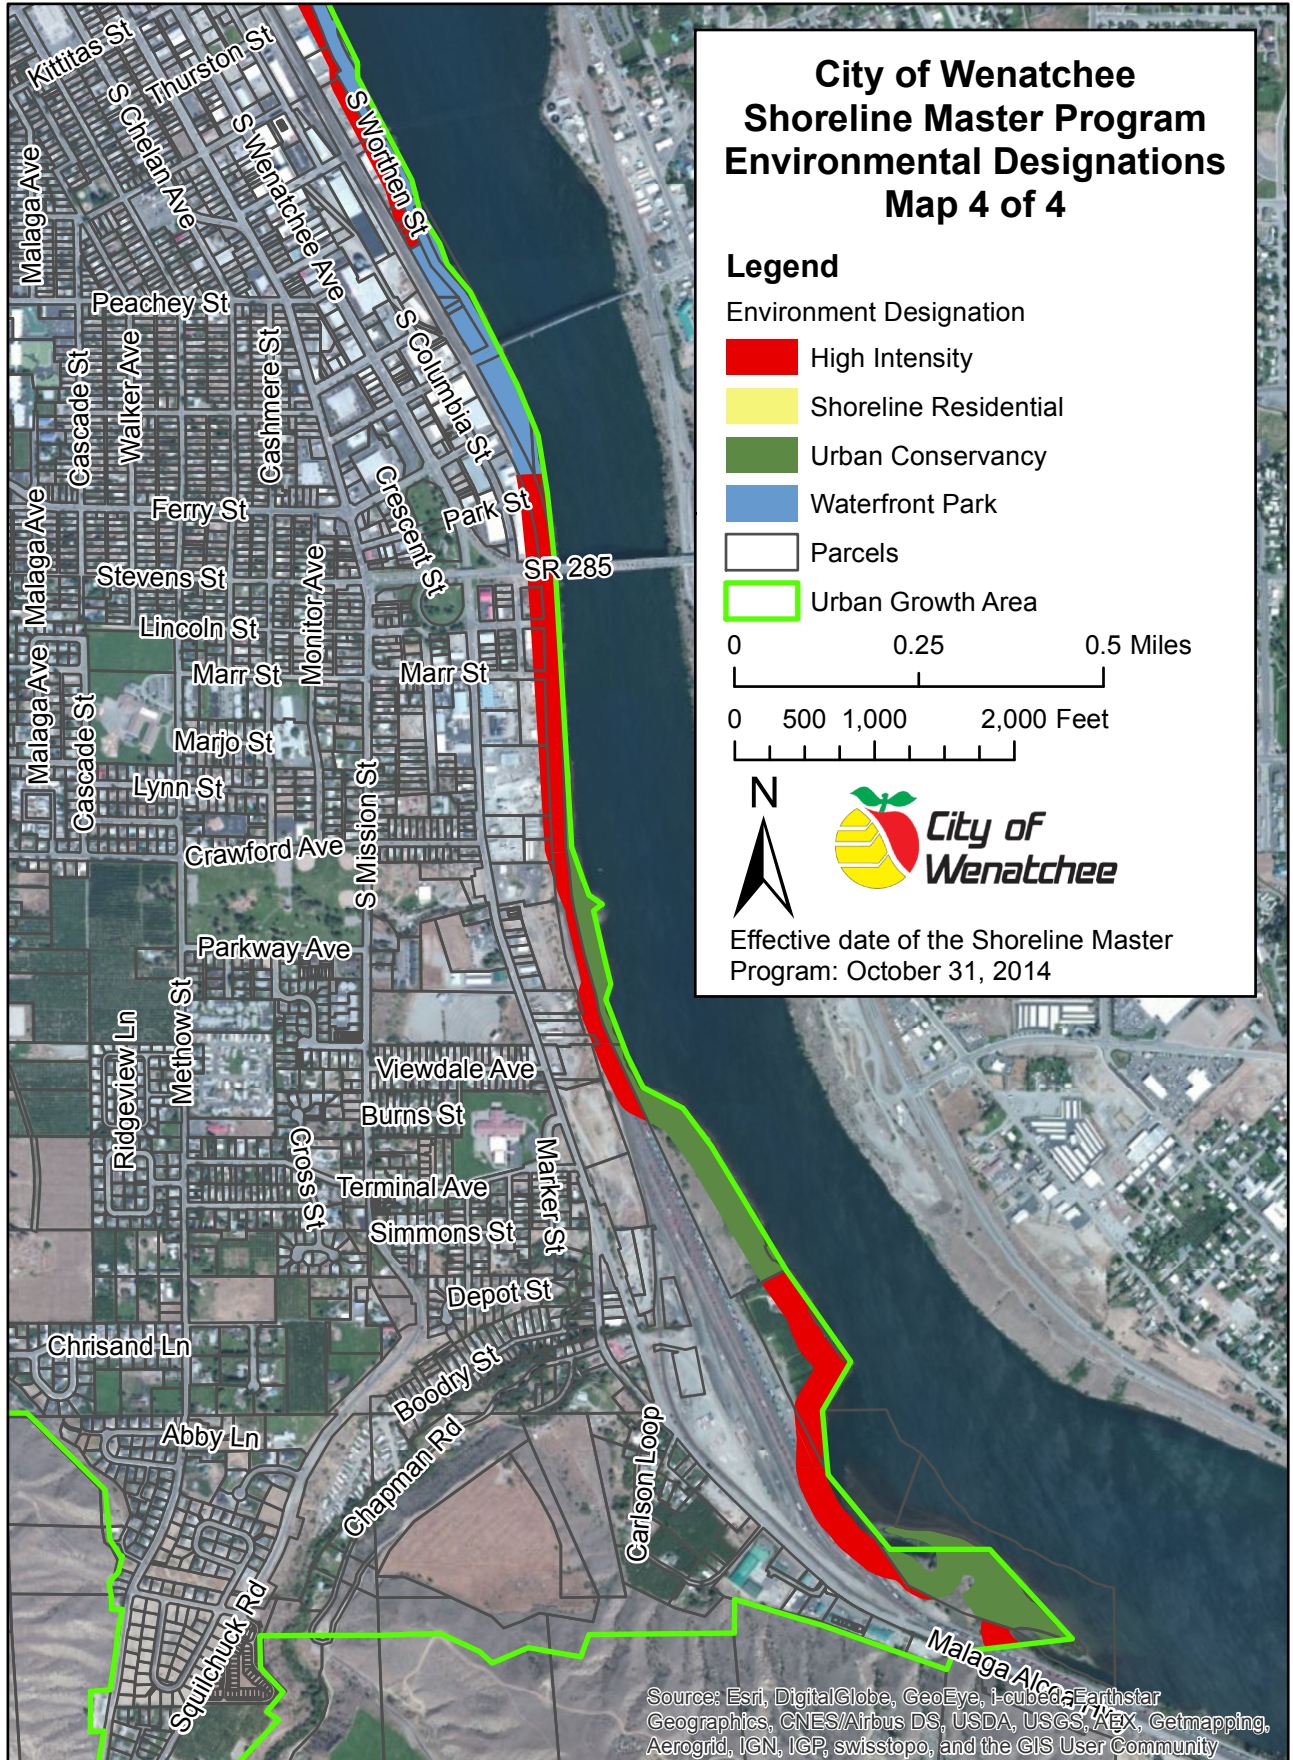 City of Wenatchee
Shoreline Master Program
Environmental Designations
Map 4 of 4
Legend
Environment Designation
High Intensity
Shoreline Residential
Urban Conservancy
Waterfront Park
Parcels
Urban Growth Area
0 0.25 0.5 Miles
0 500 1,000 2,000 Feet
N
City of
Wenatchee
Effective date of the Shoreline Master
Program: October 31, 2014
Kittitas St
Thurston St
S Chelan Ave
S Wenatchee Ave
S Worthen St
Malaga Ave
Peachey St
Cascade St
Walker Ave
Cashmere St
S Columbia St
Crescent St
Park St
Ferry St
Malaga Ave
Malaga Ave
SR 285
Stevens St
Monitor Ave
Lincoln St
Marr St
Marr St
Malaga Ave
Cascade St
Marjo St
Lynn St
S Mission St
Crawford Ave
Parkway Ave
Methow St
Ridgeview Ln
Viewdale Ave
Burns St
Cross St
Terminal Ave
Marker St
Simmons St
Depot St
Chrisand Ln
Boodry St
Abby Ln
Chapman Rd
Carlson Loop
Squilchuck Rd
Malaga Alcoa Hwy
Source: Esri, DigitalGlobe, GeoEye, i-cubed, Earthstar
Geographics, CNES/Airbus DS, USDA, USGS, AEX, Getmapping,
Aerogrid, IGN, IGP, swisstopo, and the GIS User Community